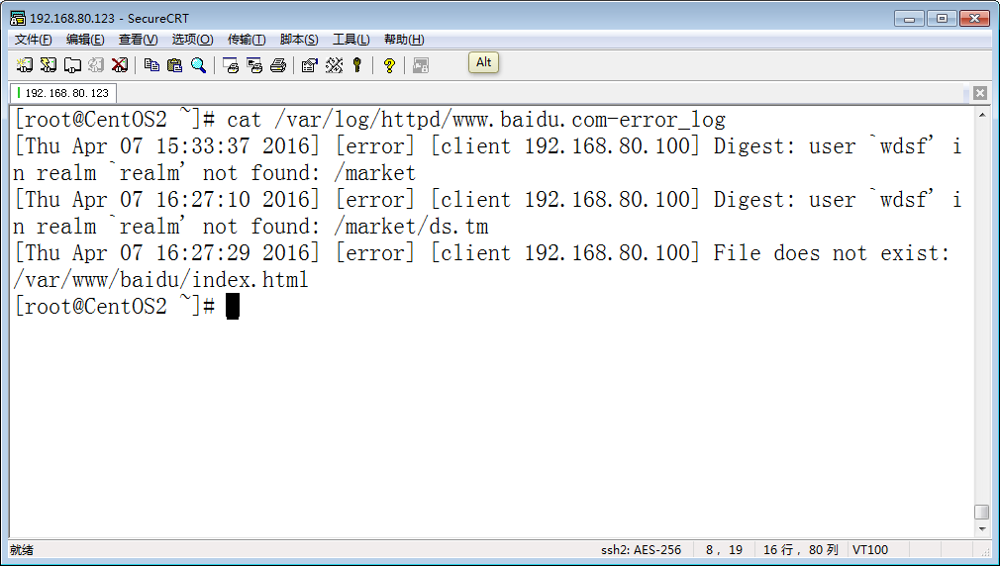 192.168.80.123 - SecureCRT
文件(F) 编辑(E) 查看(V) 选项(O) 传输(T) 脚本(S) 工具(L) 帮助(H)
Alt
192.168.80.123
[root@CentOS2 ~]# cat /var/log/httpd/www.baidu.com-error_log
[Thu Apr 07 15:33:37 2016] [error] [client 192.168.80.100] Digest: user `wdsf' i
n realm `realm' not found: /market
[Thu Apr 07 16:27:10 2016] [error] [client 192.168.80.100] Digest: user `wdsf' i
n realm `realm' not found: /market/ds.tm
[Thu Apr 07 16:27:29 2016] [error] [client 192.168.80.100] File does not exist:
/var/www/baidu/index.html
[root@CentOS2 ~]#
就绪 ssh2: AES-256 8, 19 16 行, 80 列 VT100